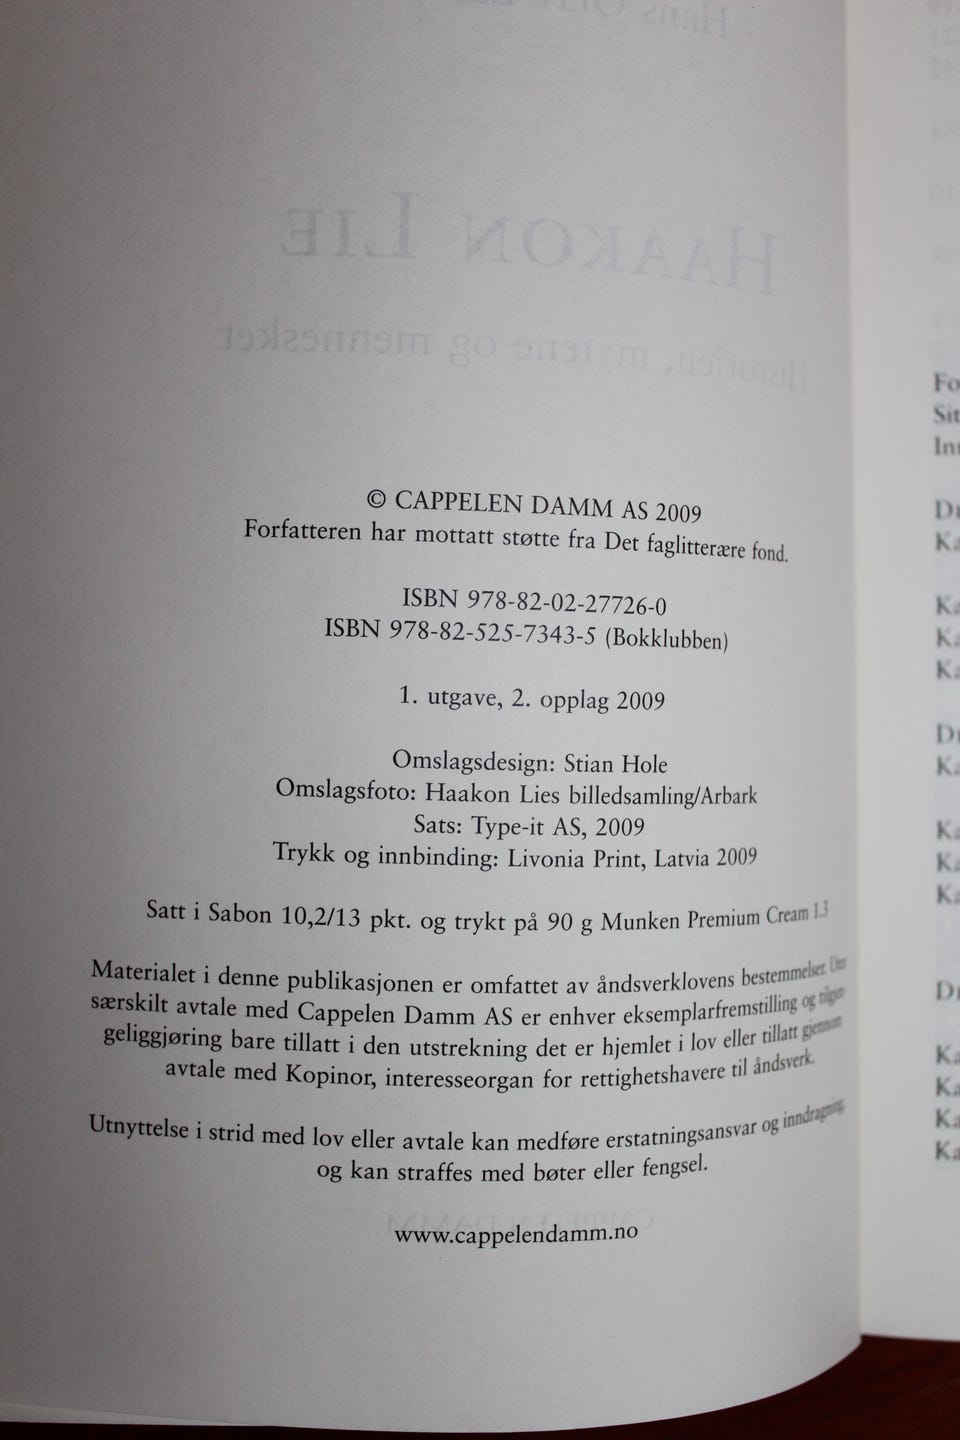 © CAPPELEN DAMM AS 2009
Forfatteren har mottatt støtte fra Det faglitterære fond.
ISBN 978-82-02-27726-0
ISBN 978-82-525-7343-5 (Bokklubben)
1. utgave, 2. opplag 2009
Omslagsdesign: Stian Hole
Omslagsfoto: Haakon Lies billedsamling/Arbark
Sats: Type-it AS, 2009
Trykk og innbinding: Livonia Print, Latvia 2009
Satt i Sabon 10,2/13 pkt. og trykt på 90 g Munken Premium Cream 1.3
Materialet i denne publikasjonen er omfattet av åndsverklovens bestemmelser. Uten
særskilt avtale med Cappelen Damm AS er enhver eksemplarfremstilling og tilgjen-
geliggjøring bare tillatt i den utstrekning det er hjemlet i lov eller tillatt gjennom
avtale med Kopinor, interesseorgan for rettighetshavere til åndsverk.
Utnyttelse i strid med lov eller avtale kan medføre erstatningsansvar og inndragning,
og kan straffes med bøter eller fengsel.
www.cappelendamm.no